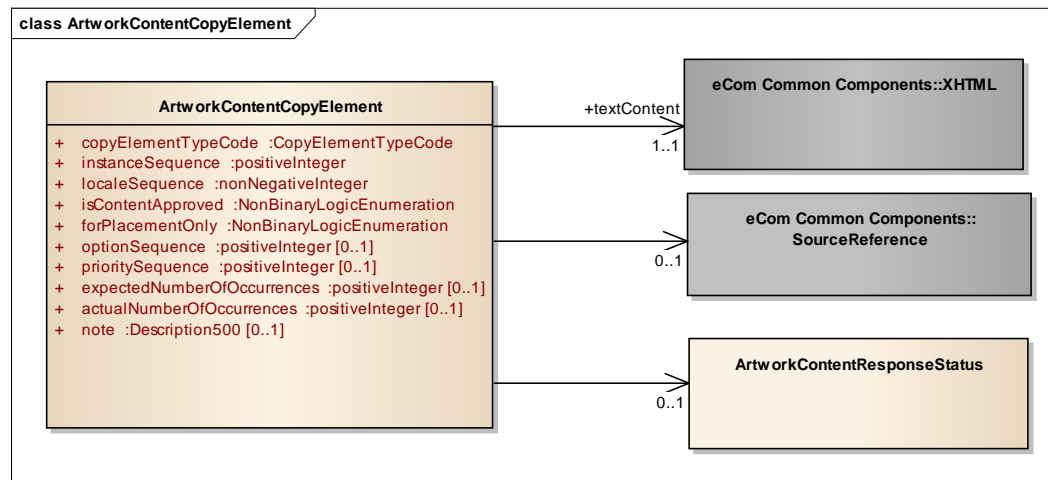 class ArtworkContentCopyElement
ArtworkContentCopyElement
+ copyElementTypeCode :CopyElementTypeCode
+ instanceSequence :positiveInteger
+ localeSequence :nonNegativeInteger
+ isContentApproved :NonBinaryLogicEnumeration
+ forPlacementOnly :NonBinaryLogicEnumeration
+ optionSequence :positiveInteger [0..1]
+ prioritySequence :positiveInteger [0..1]
+ expectedNumberOfOccurrences :positiveInteger [0..1]
+ actualNumberOfOccurrences :positiveInteger [0..1]
+ note :Description500 [0..1]
+textContent
1..1
eCom Common Components::XHTML
0..1
eCom Common Components::
SourceReference
0..1
ArtworkContentResponseStatus